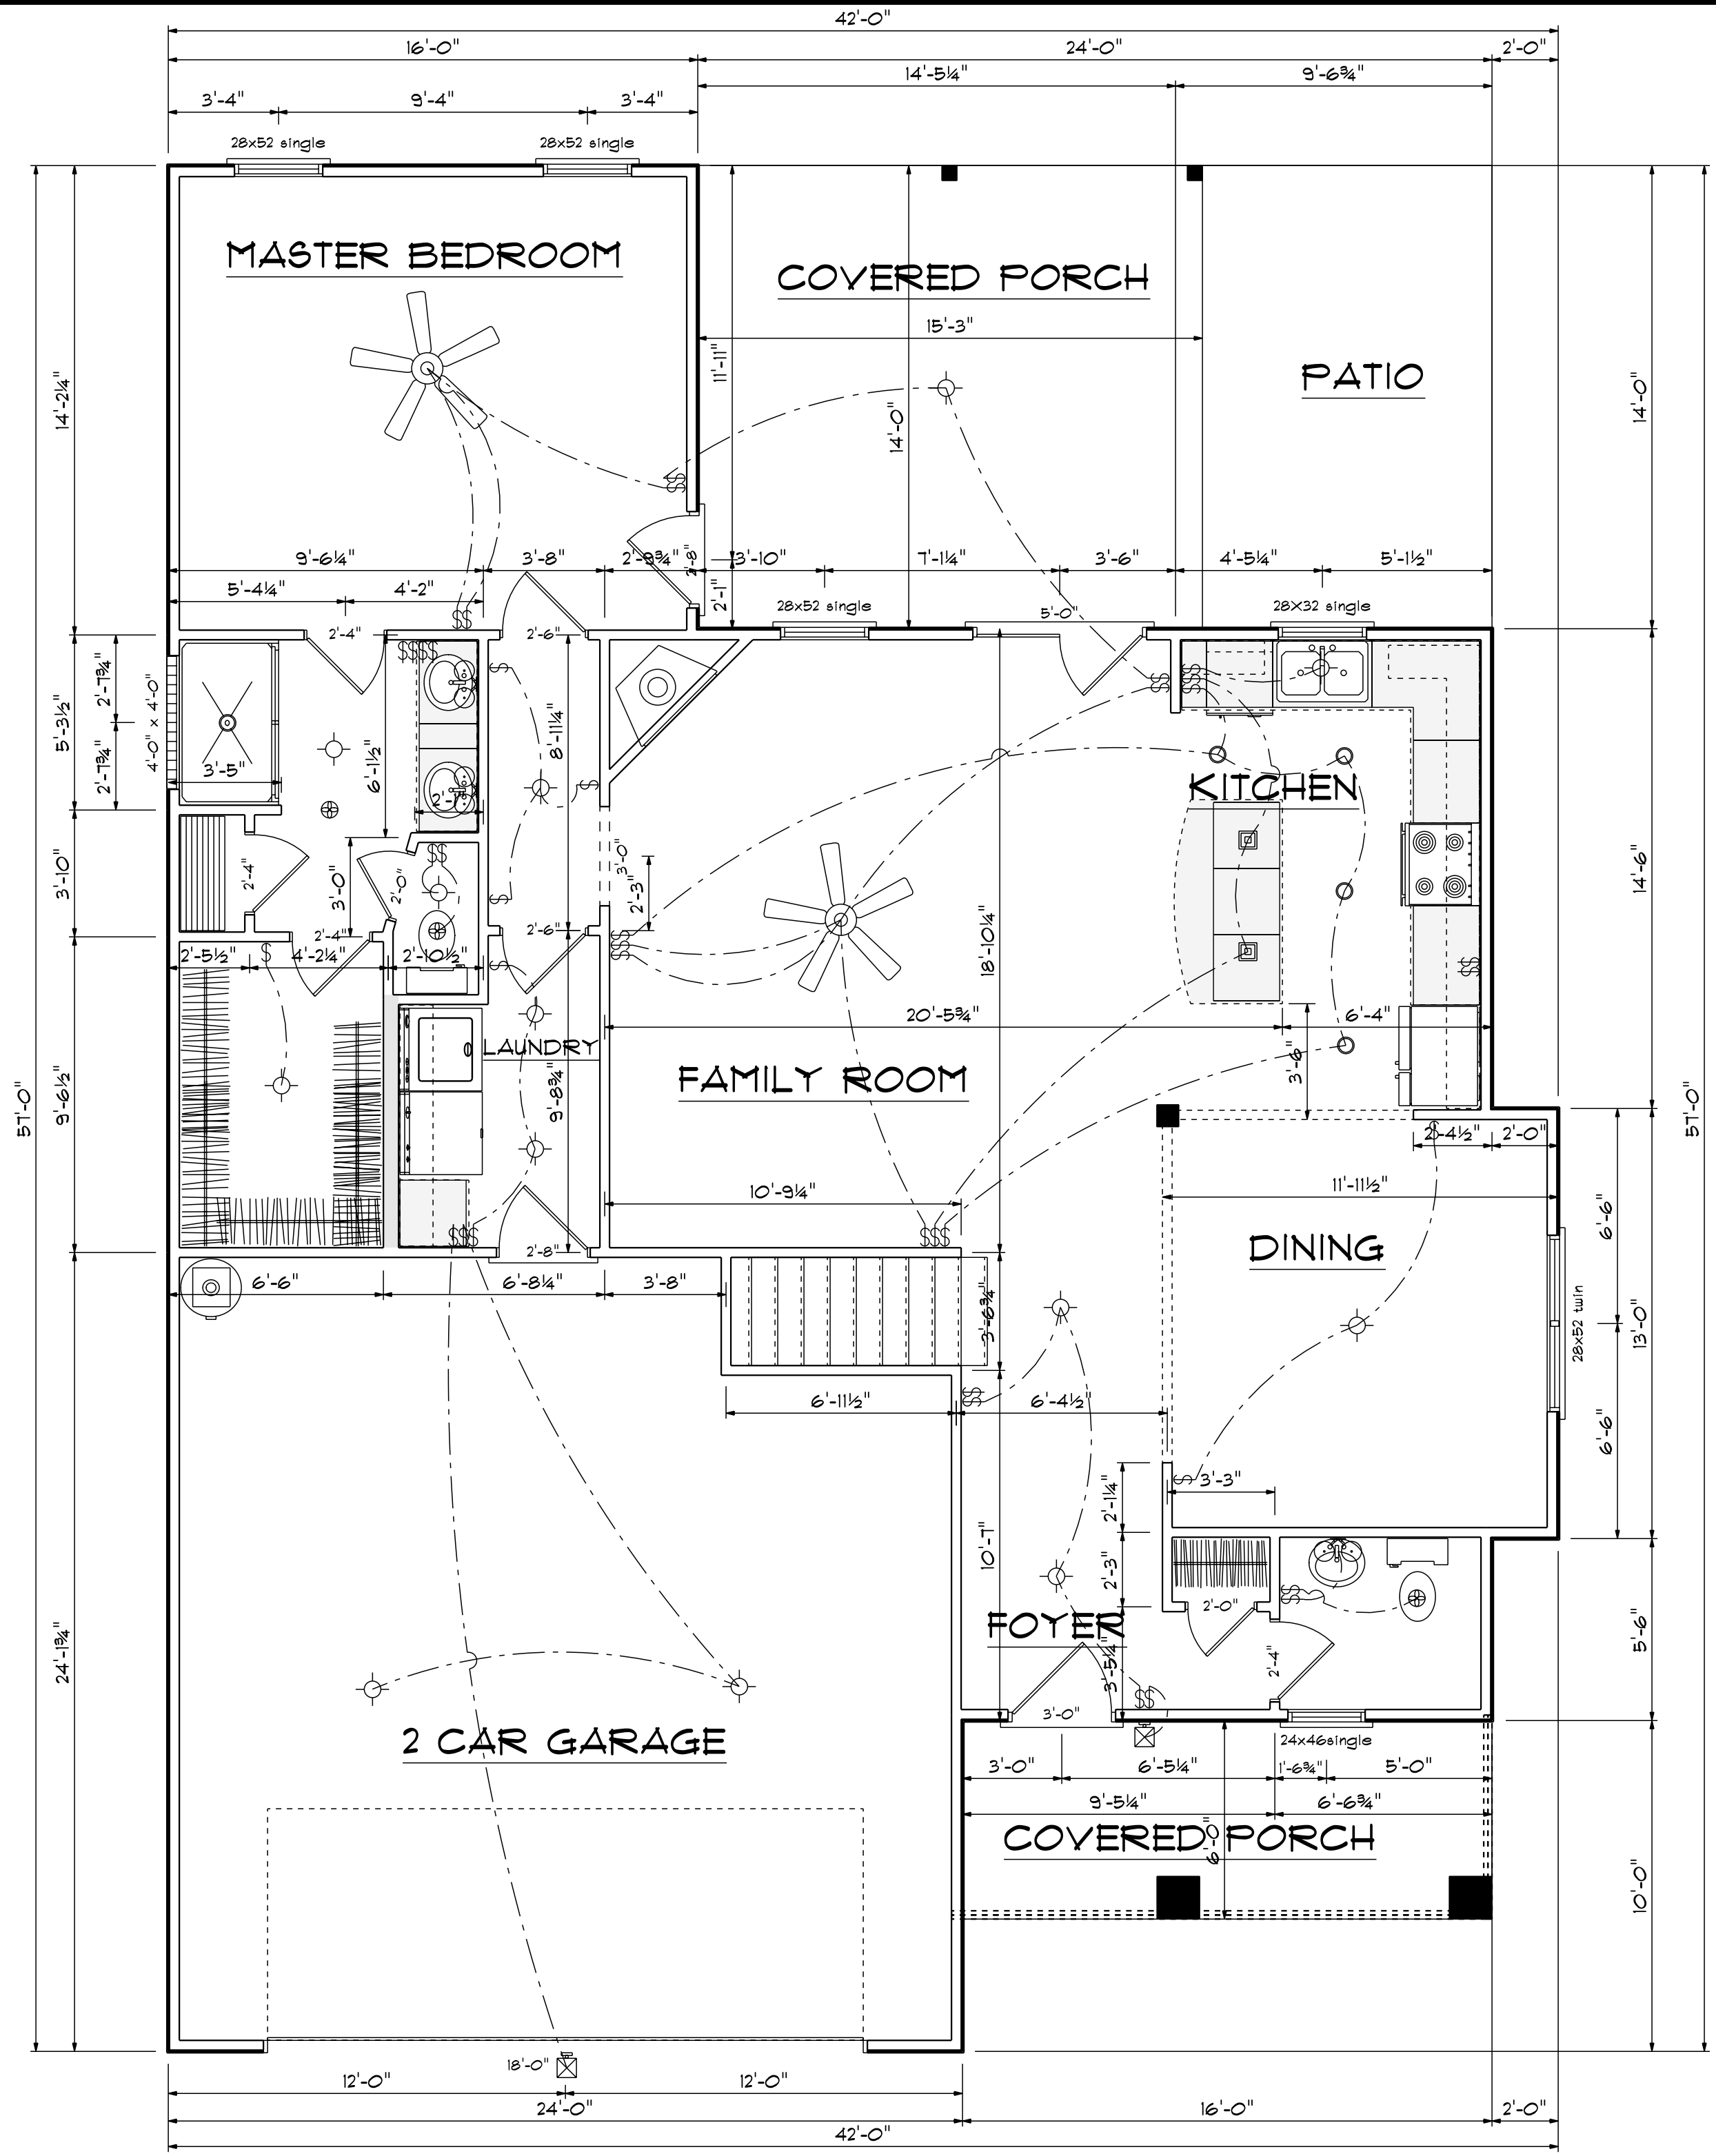 42'-0"
16'-0" 24'-0" 2'-0"
14'-5¼" 9'-6¾"
3'-4" 9'-4" 3'-4"
28x52 single 28x52 single
MASTER BEDROOM
COVERED PORCH
15'-3"
PATIO
11'-11"
14'-2¼"
14'-0"
14'-0"
9'-6¼" 3'-8" 2'-9¾" 2'-8" 3'-10" 7'-1¼" 3'-6" 4'-5¼" 5'-1½"
5'-4¼" 4'-2" 2'-1"
28x52 single 5'-0" 28X32 single
2'-4" 2'-6"
$$ $$
$$$$
2'-7¾"
5'-3½"
4'-0" x 4'-0"
2'-7¾"
3'-5"
6'-1½"
8'-11¼"
KITCHEN
3'-10"
2'-4"
3'-0"
2'-0"
3'-0"
2'-3"
14'-6"
2'-4" 2'-6"
2'-5½" 4'-2¼" 2'-10½"
18'-10¼"
20'-5¾" 6'-4"
LAUNDRY
FAMILY ROOM
3'-6"
9'-8¾"
57'-0"
9'-6½"
57'-0"
2'-4½" 2'-0"
10'-9¼" 11'-11½"
6'-6"
$$$ $$$
2'-8"
DINING
6'-6" 6'-8¼" 3'-8"
3'-6¾"
28x52 twin
13'-0"
6'-11½" 6'-4½"
6'-6"
3'-3"
2'-1¼"
10'-7"
2'-3"
2'-0"
FOYER
3'-5¼"
2'-4"
5'-6"
24'-1¾"
3'-0"
2 CAR GARAGE
24x46single
3'-0" 6'-5¼" 1'-6¾" 5'-0"
9'-5¼" 6'-6¾"
COVERED PORCH
6'-0"
10'-0"
18'-0"
12'-0" 12'-0"
24'-0" 16'-0" 2'-0"
42'-0"